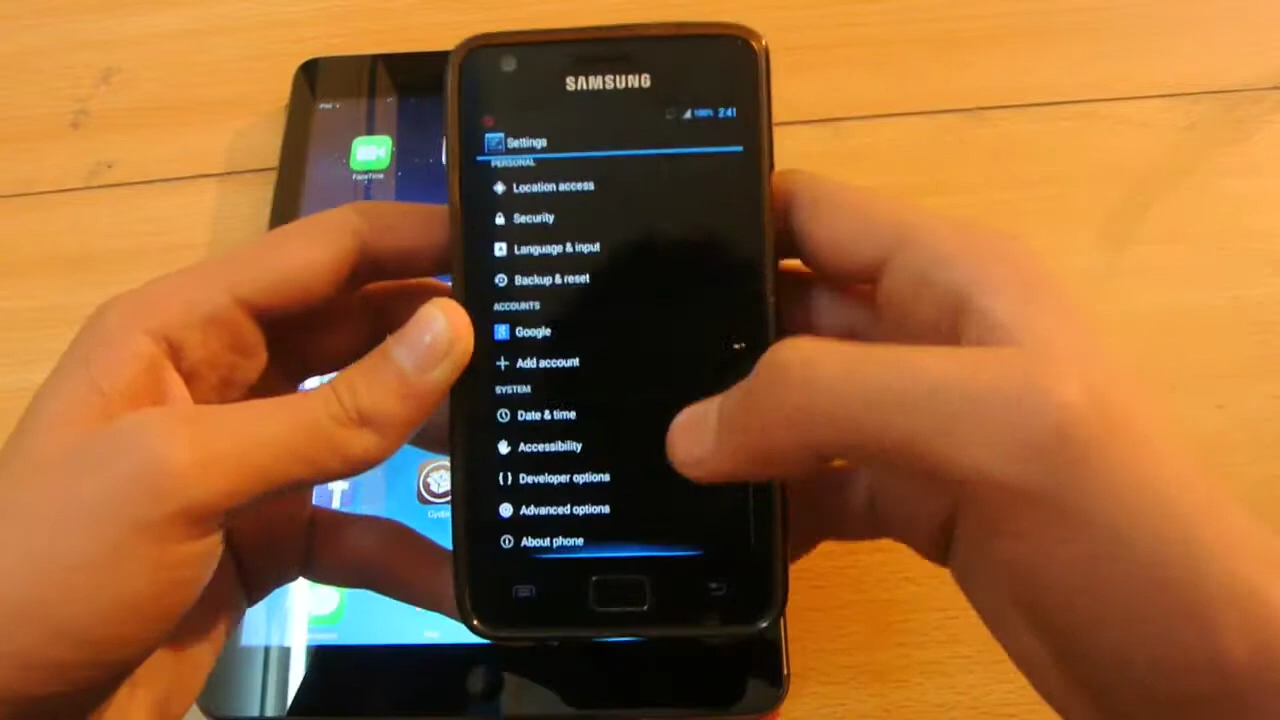 SAMSUNG
100% 2:41
Settings
PERSONAL
Location access
Security
Language & input
Backup & reset
ACCOUNTS
Google
Add account
SYSTEM
Date & time
Accessibility
Developer options
Advanced options
About phone
FaceTime